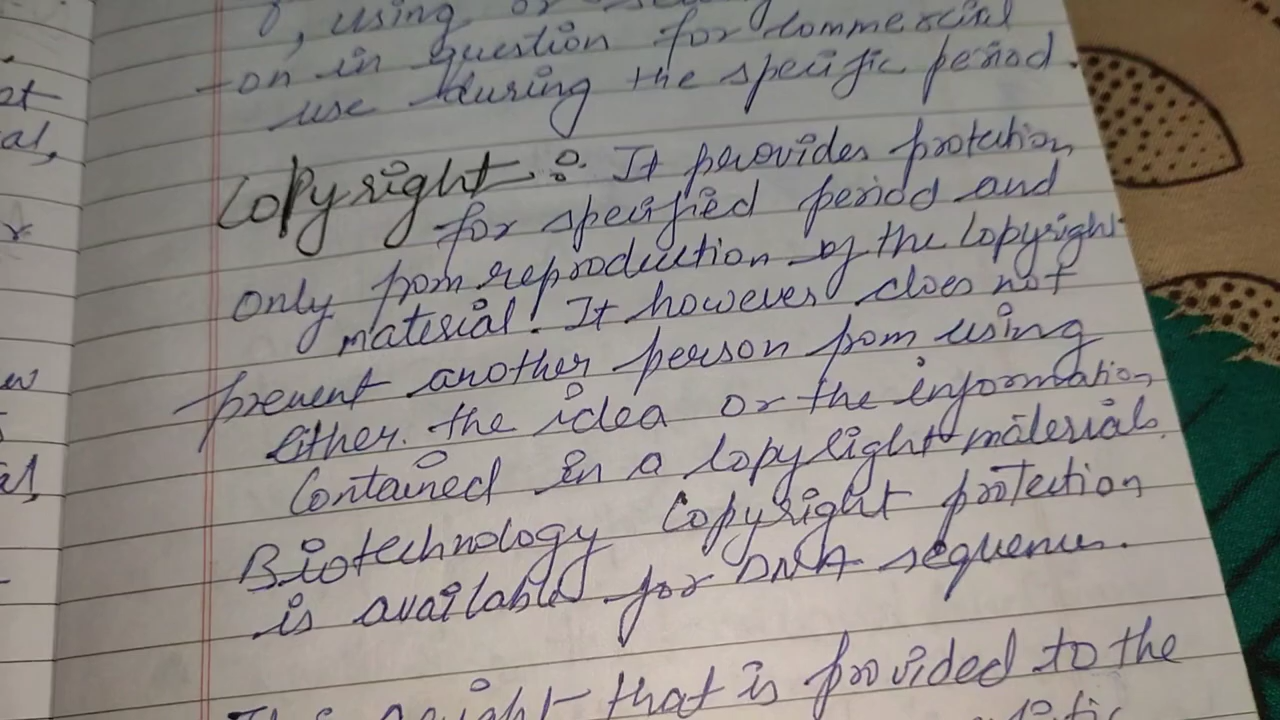 , using or
-on in question for commercial
use during the specific period.
Copyright : It provides protection
for specified period and
only from reproduction of the copyright
material. It however does not
prevent another person from using
either the idea or the information
contained in a copyright materials.
Biotechnology copyright protection
is available for DNA sequences.
right that is provided to the